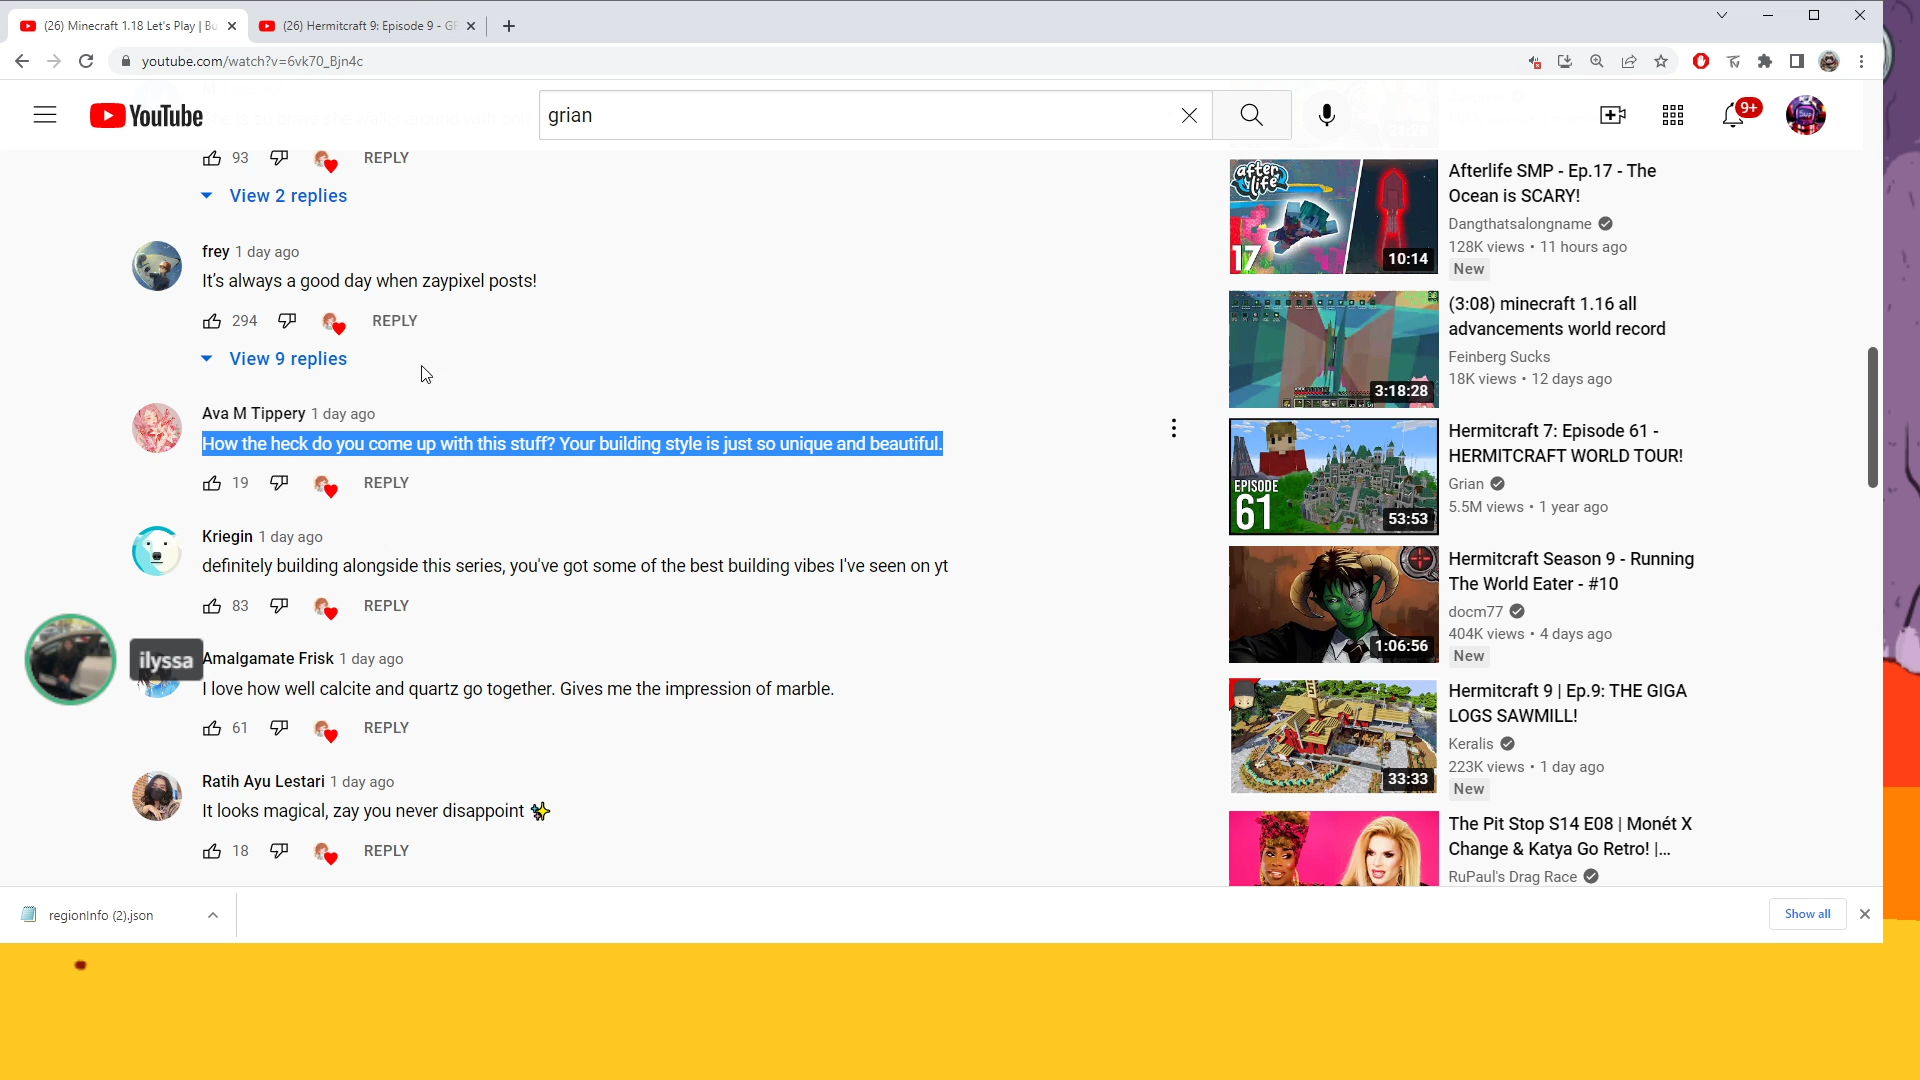 (26) Minecraft 1.18 Let's Play | Bu
(26) Hermitcraft 9: Episode 9 - GF
youtube.com/watch?v=6vk70_Bjn4c
YouTube
grian
9+
93
REPLY
View 2 replies
frey 1 day ago
It's always a good day when zaypixel posts!
294
REPLY
View 9 replies
Ava M Tippery 1 day ago
How the heck do you come up with this stuff? Your building style is just so unique and beautiful.
19
REPLY
Kriegin 1 day ago
definitely building alongside this series, you've got some of the best building vibes I've seen on yt
83
REPLY
ilyssa
Amalgamate Frisk 1 day ago
I love how well calcite and quartz go together. Gives me the impression of marble.
61
REPLY
Ratih Ayu Lestari 1 day ago
It looks magical, zay you never disappoint ✨
18
REPLY
after life
17
10:14
Afterlife SMP - Ep.17 - The
Ocean is SCARY!
Dangthatsalongname
128K views • 11 hours ago
New
3:18:28
(3:08) minecraft 1.16 all
advancements world record
Feinberg Sucks
18K views • 12 days ago
EPISODE
61
53:53
Hermitcraft 7: Episode 61 -
HERMITCRAFT WORLD TOUR!
Grian
5.5M views • 1 year ago
1:06:56
Hermitcraft Season 9 - Running
The World Eater - #10
docm77
404K views • 4 days ago
New
33:33
Hermitcraft 9 | Ep.9: THE GIGA
LOGS SAWMILL!
Keralis
223K views • 1 day ago
New
The Pit Stop S14 E08 | Monét X
Change & Katya Go Retro! |...
RuPaul's Drag Race
regionInfo (2).json
Show all